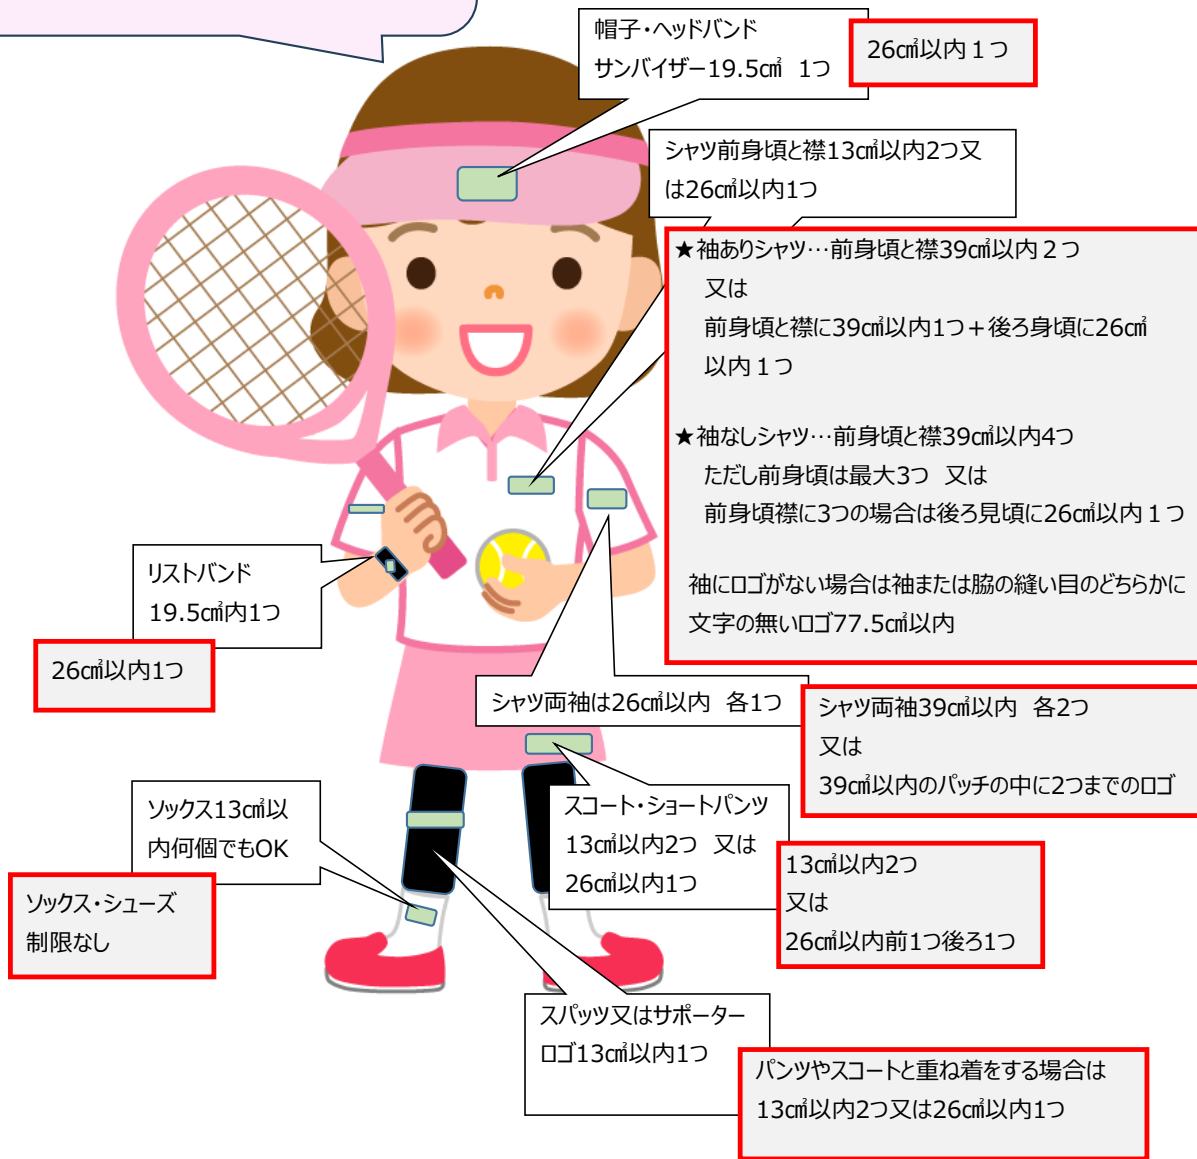 帽子・ヘッドバンド
サンバイザー19.5㎠ 1つ
26㎠以内１つ
シャツ前身頃と襟13㎠以内2つ又
は26㎠以内1つ
★袖ありシャツ…前身頃と襟39㎠以内２つ
又は
前身頃と襟に39㎠以内1つ＋後ろ身頃に26㎠
以内１つ
★袖なしシャツ…前身頃と襟39㎠以内4つ
ただし前身頃は最大3つ 又は
前身頃襟に3つの場合は後ろ見頃に26㎠以内１つ
袖にロゴがない場合は袖または脇の縫い目のどちらかに
文字の無いロゴ77.5㎠以内
リストバンド
19.5㎠内1つ
26㎠以内1つ
シャツ両袖は26㎠以内 各1つ
シャツ両袖39㎠以内 各2つ
又は
39㎠以内のパッチの中に2つまでのロゴ
ソックス13㎠以
内何個でもOK
ソックス・シューズ
制限なし
スコート・ショートパンツ
13㎠以内2つ 又は
26㎠以内1つ
13㎠以内2つ
又は
26㎠以内前1つ後ろ1つ
スパッツ又はサポーター
ロゴ13㎠以内1つ
パンツやスコートと重ね着をする場合は
13㎠以内2つ又は26㎠以内1つ